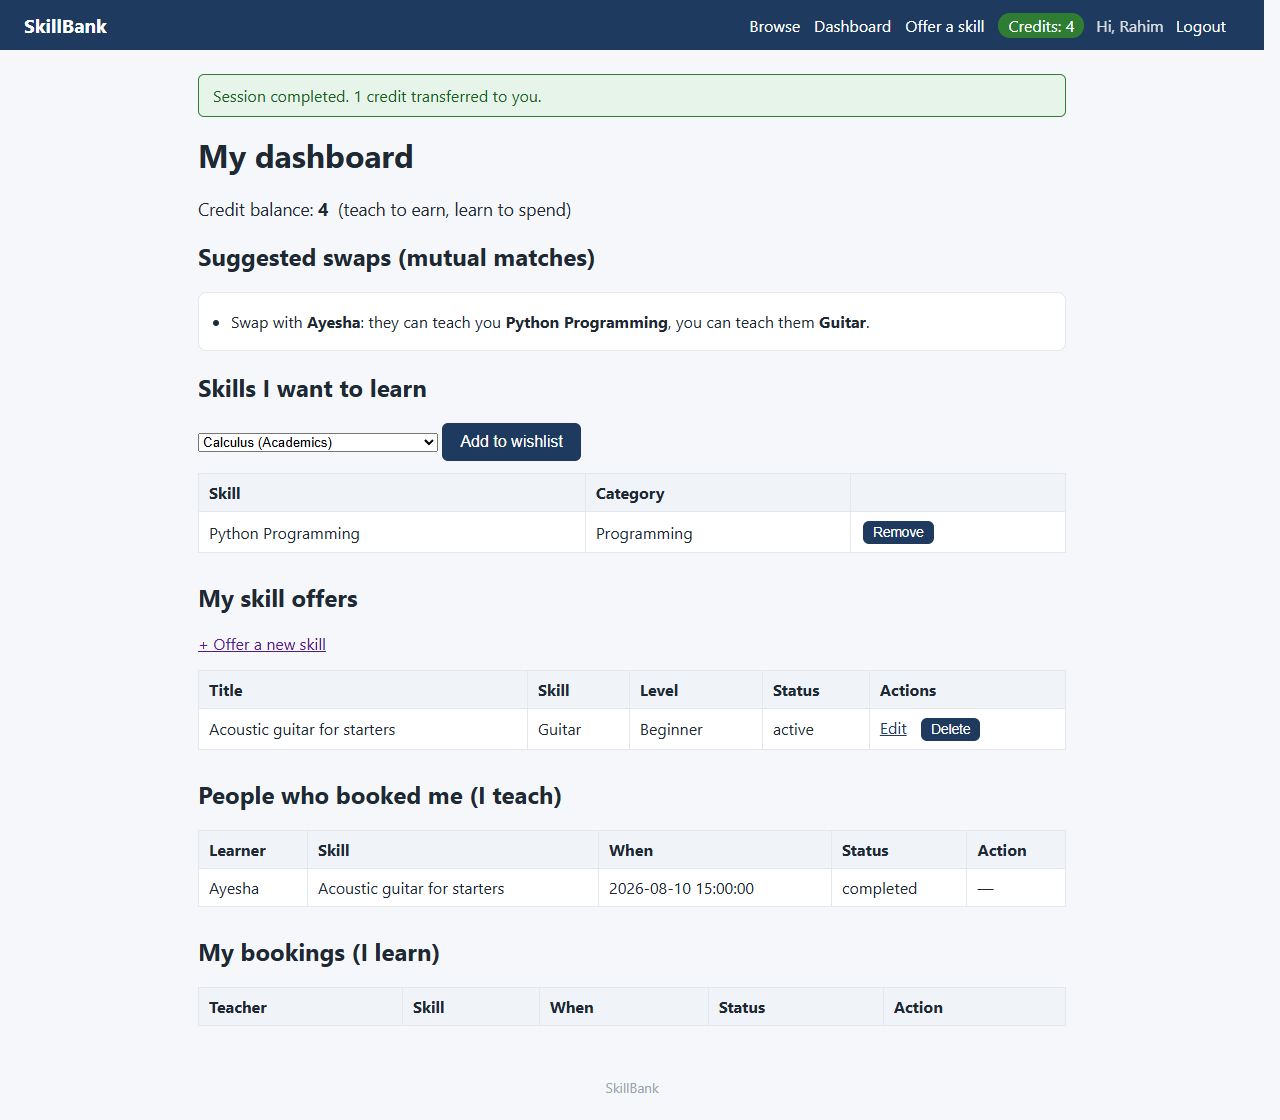 SkillBank Browse Dashboard Offer a skill Credits: 4 Hi, Rahim Logout
Session completed. 1 credit transferred to you.
My dashboard
Credit balance: 4 (teach to earn, learn to spend)
Suggested swaps (mutual matches)
• Swap with Ayesha: they can teach you Python Programming, you can teach them Guitar.
Skills I want to learn
Calculus (Academics) Add to wishlist
Skill Category
Python Programming Programming Remove
My skill offers
+ Offer a new skill
Title Skill Level Status Actions
Acoustic guitar for starters Guitar Beginner active Edit Delete
People who booked me (I teach)
Learner Skill When Status Action
Ayesha Acoustic guitar for starters 2026-08-10 15:00:00 completed —
My bookings (I learn)
Teacher Skill When Status Action
SkillBank